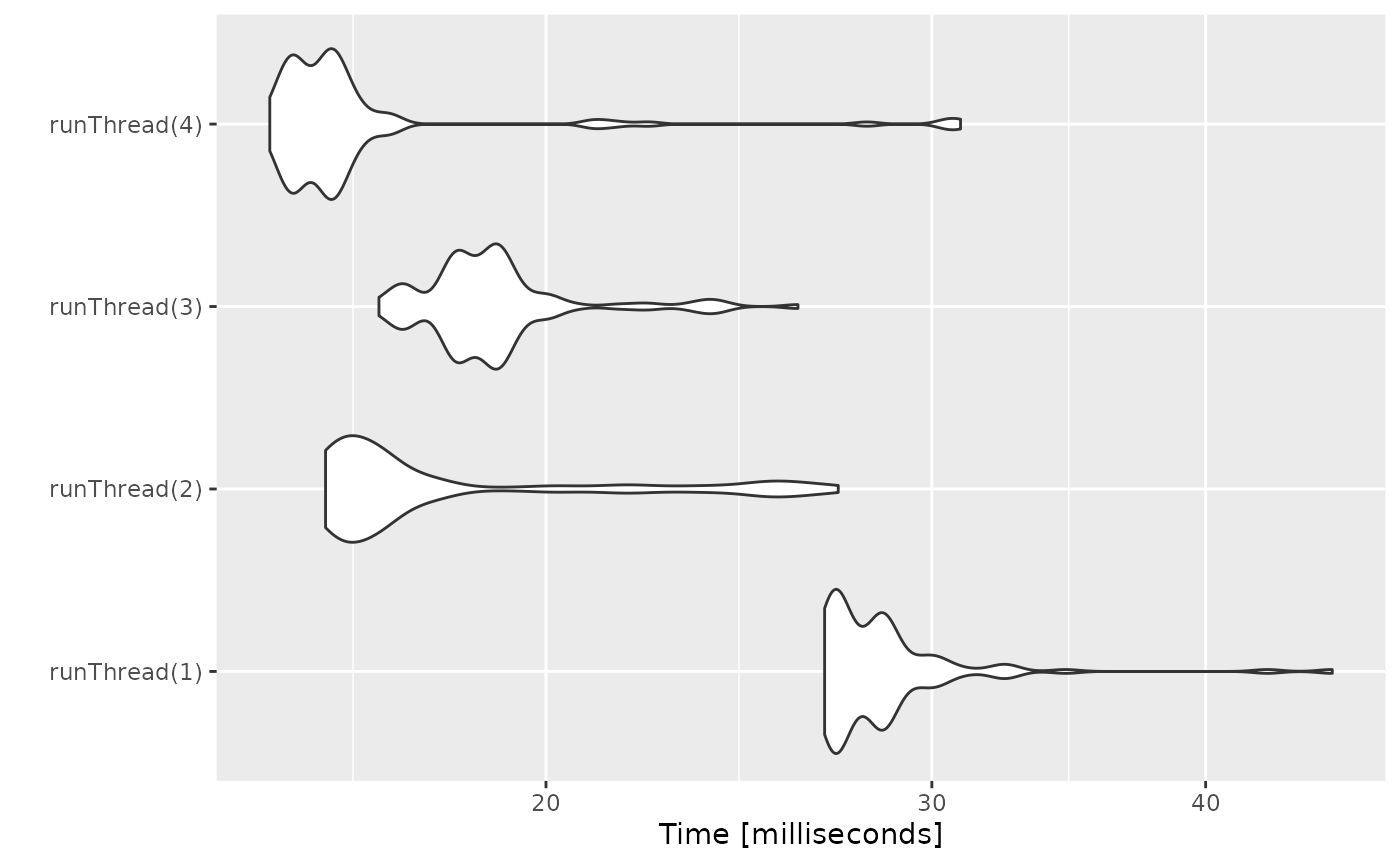 runThread(4)
runThread(3)
runThread(2)
runThread(1)
20 30 40
Time [milliseconds]